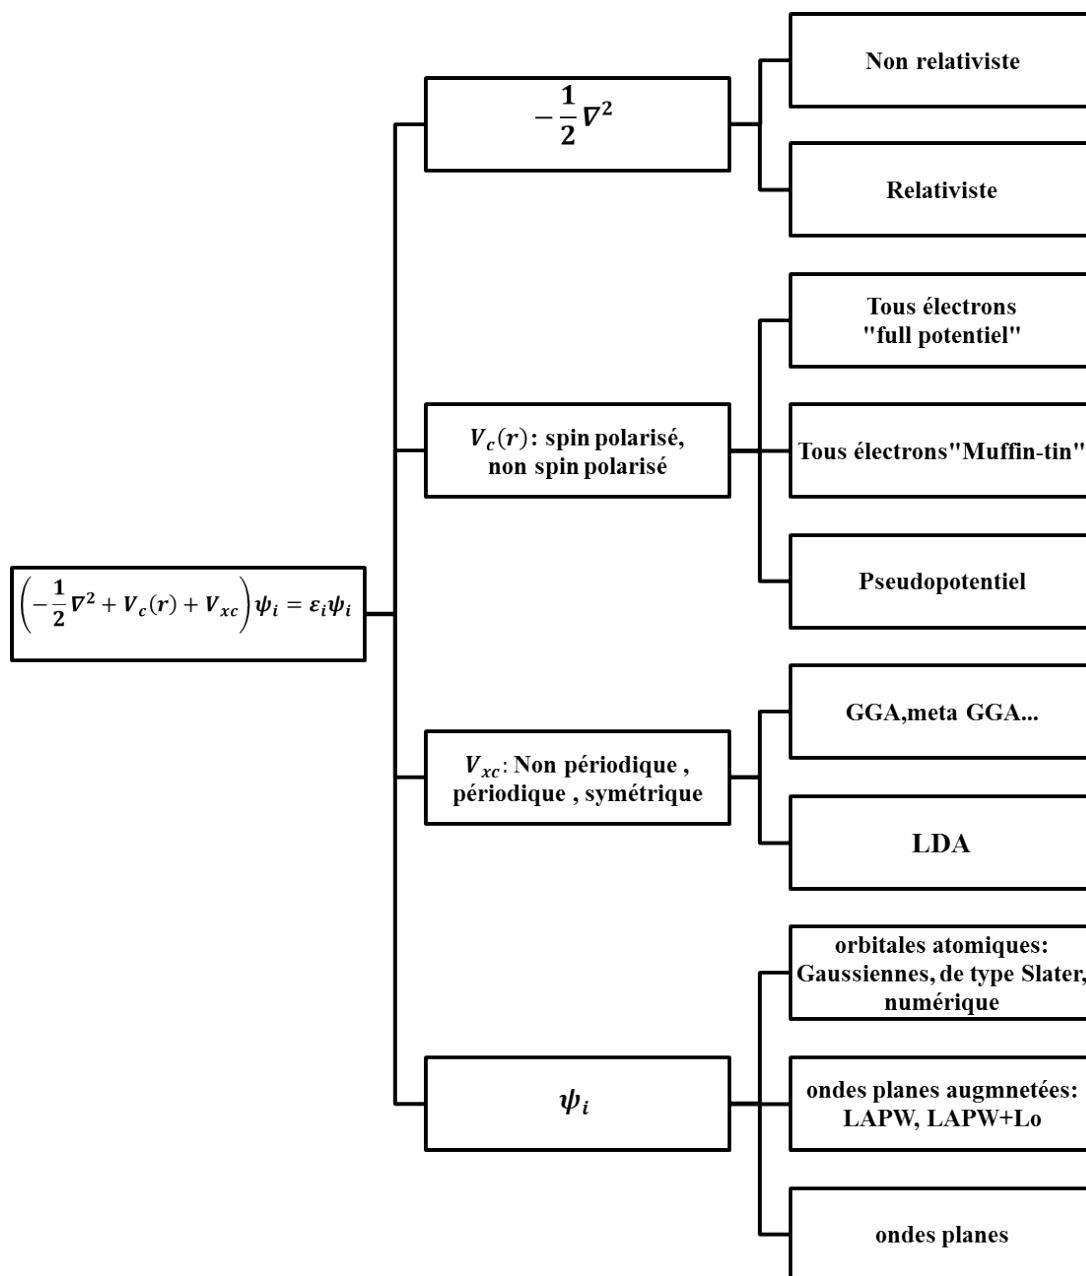 (-1/2 ∇² + V_c(r) + V_xc) ψ_i = ε_i ψ_i
- 1/2 ∇²
Non relativiste
Relativiste
V_c(r): spin polarisé,
non spin polarisé
Tous électrons
"full potentiel"
Tous électrons"Muffin-tin"
Pseudopotentiel
V_xc: Non périodique ,
périodique , symétrique
GGA,meta GGA...
LDA
ψ_i
orbitales atomiques:
Gaussiennes, de type Slater,
numérique
ondes planes augmnetées:
LAPW, LAPW+Lo
ondes planes